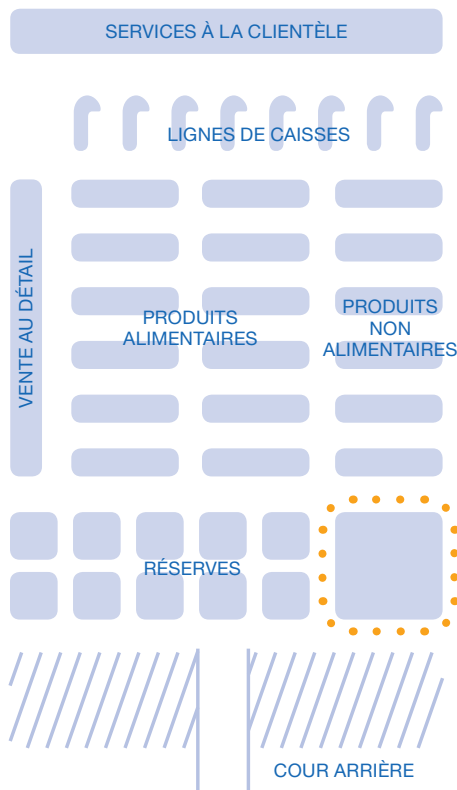 SERVICES À LA CLIENTÈLE
LIGNES DE CAISSES
VENTE AU DÉTAIL
PRODUITS
ALIMENTAIRES
PRODUITS
NON
ALIMENTAIRES
RÉSERVES
COUR ARRIÈRE